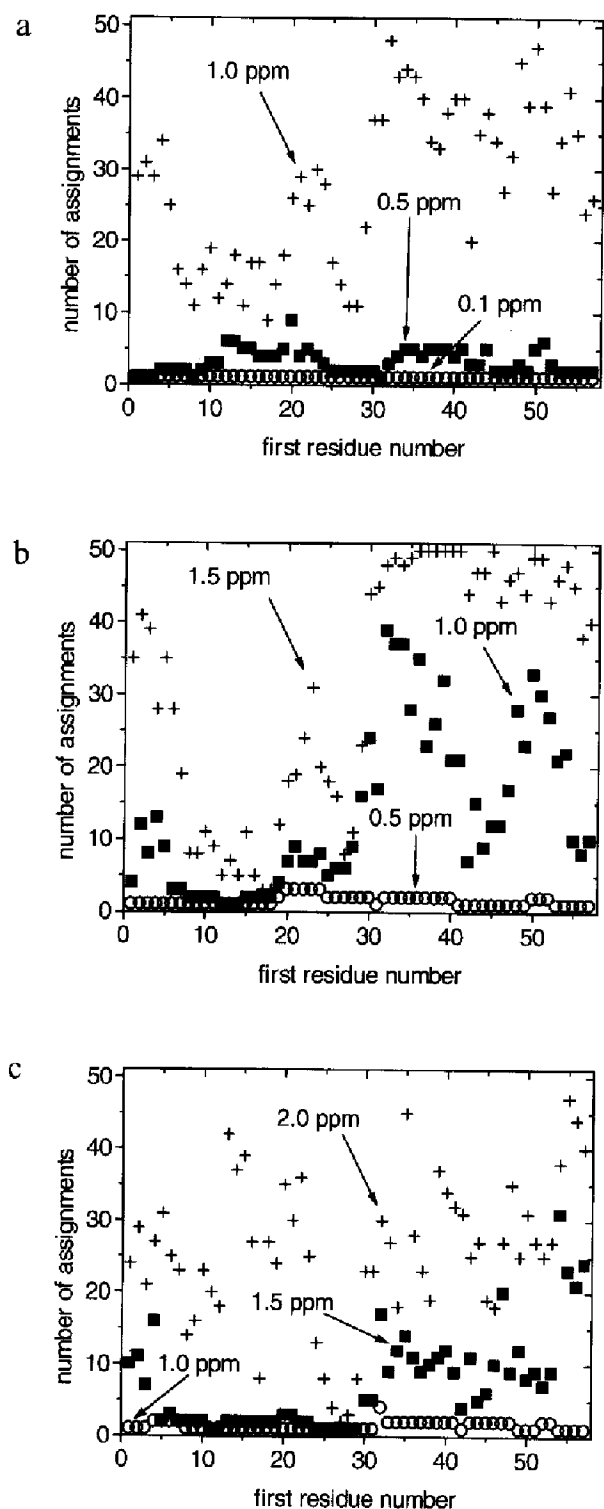 a
50
40
30
20
10
0
number of assignments
1.0 ppm
0.5 ppm
0.1 ppm
0 10 20 30 40 50
first residue number
b
50
40
30
20
10
0
number of assignments
1.5 ppm
1.0 ppm
0.5 ppm
0 10 20 30 40 50
first residue number
c
50
40
30
20
10
0
number of assignments
2.0 ppm
1.5 ppm
1.0 ppm
0 10 20 30 40 50
first residue number